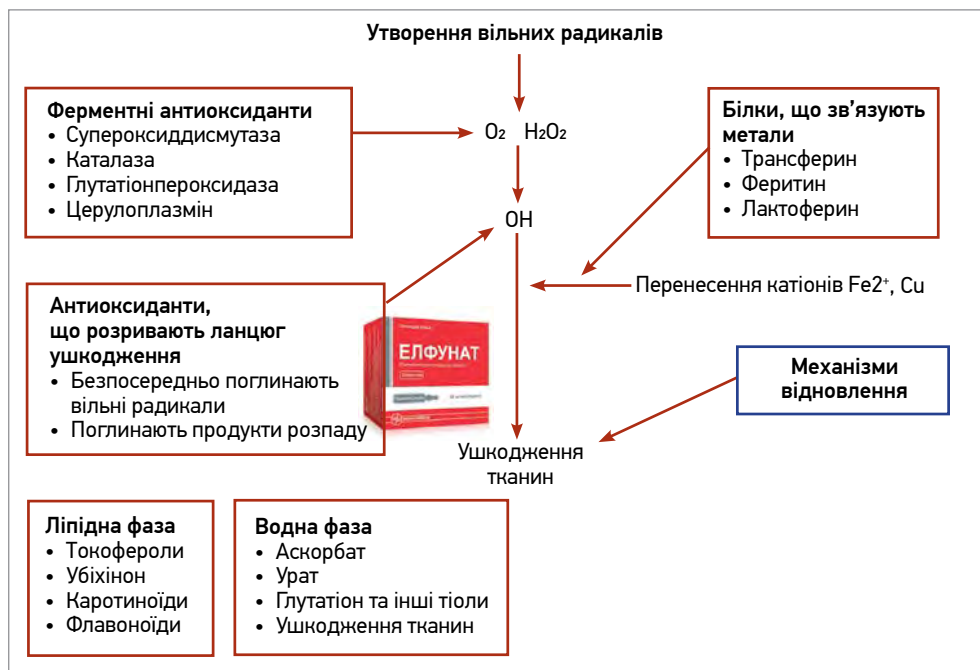 Утворення вільних радикалів
Ферментні антиоксиданти
• Супероксиддисмутаза
• Каталаза
• Глутатіонпероксидаза
• Церулоплазмін
O₂ H₂O₂
Білки, що зв’язують
метали
• Трансферин
• Феритин
• Лактоферин
OH
Перенесення катіонів Fe2⁺, Cu
Антиоксиданти,
що розривають ланцюг
ушкодження
• Безпосередньо поглинають
вільні радикали
• Поглинають продукти розпаду
ЕЛФУНАТ
Механізми
відновлення
Ушкодження
тканин
Ліпідна фаза
• Токофероли
• Убіхінон
• Каротиноїди
• Флавоноїди
Водна фаза
• Аскорбат
• Урат
• Глутатіон та інші тіоли
• Ушкодження тканин